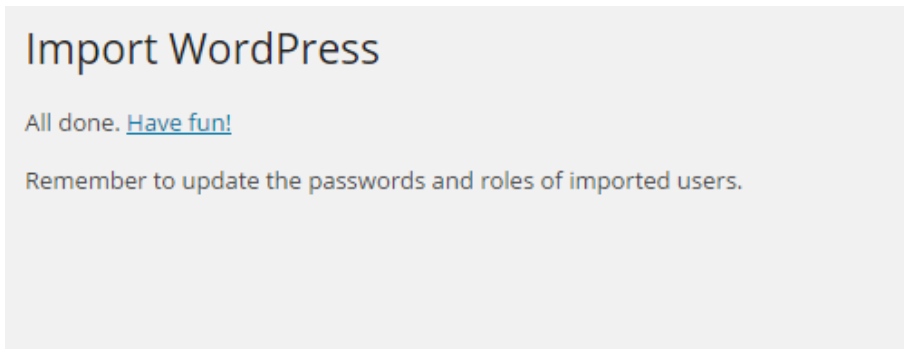 Import WordPress
All done. Have fun!
Remember to update the passwords and roles of imported users.